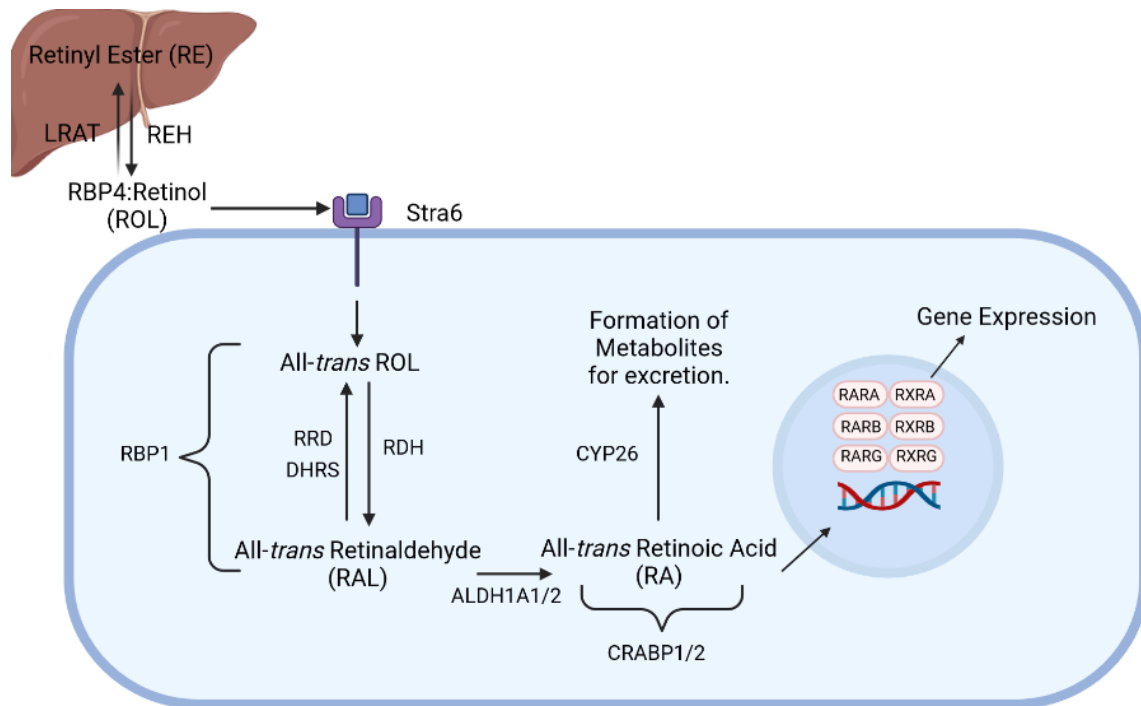 Retinyl Ester (RE)
LRAT
REH
RBP4:Retinol
(ROL)
Stra6
All-trans ROL
RBP1
RRD
DHRS
RDH
All-trans Retinaldehyde
(RAL)
ALDH1A1/2
Formation of
Metabolites
for excretion.
CYP26
All-trans Retinoic Acid
(RA)
CRABP1/2
Gene Expression
RARA RXRA
RARB RXRB
RARG RXRG